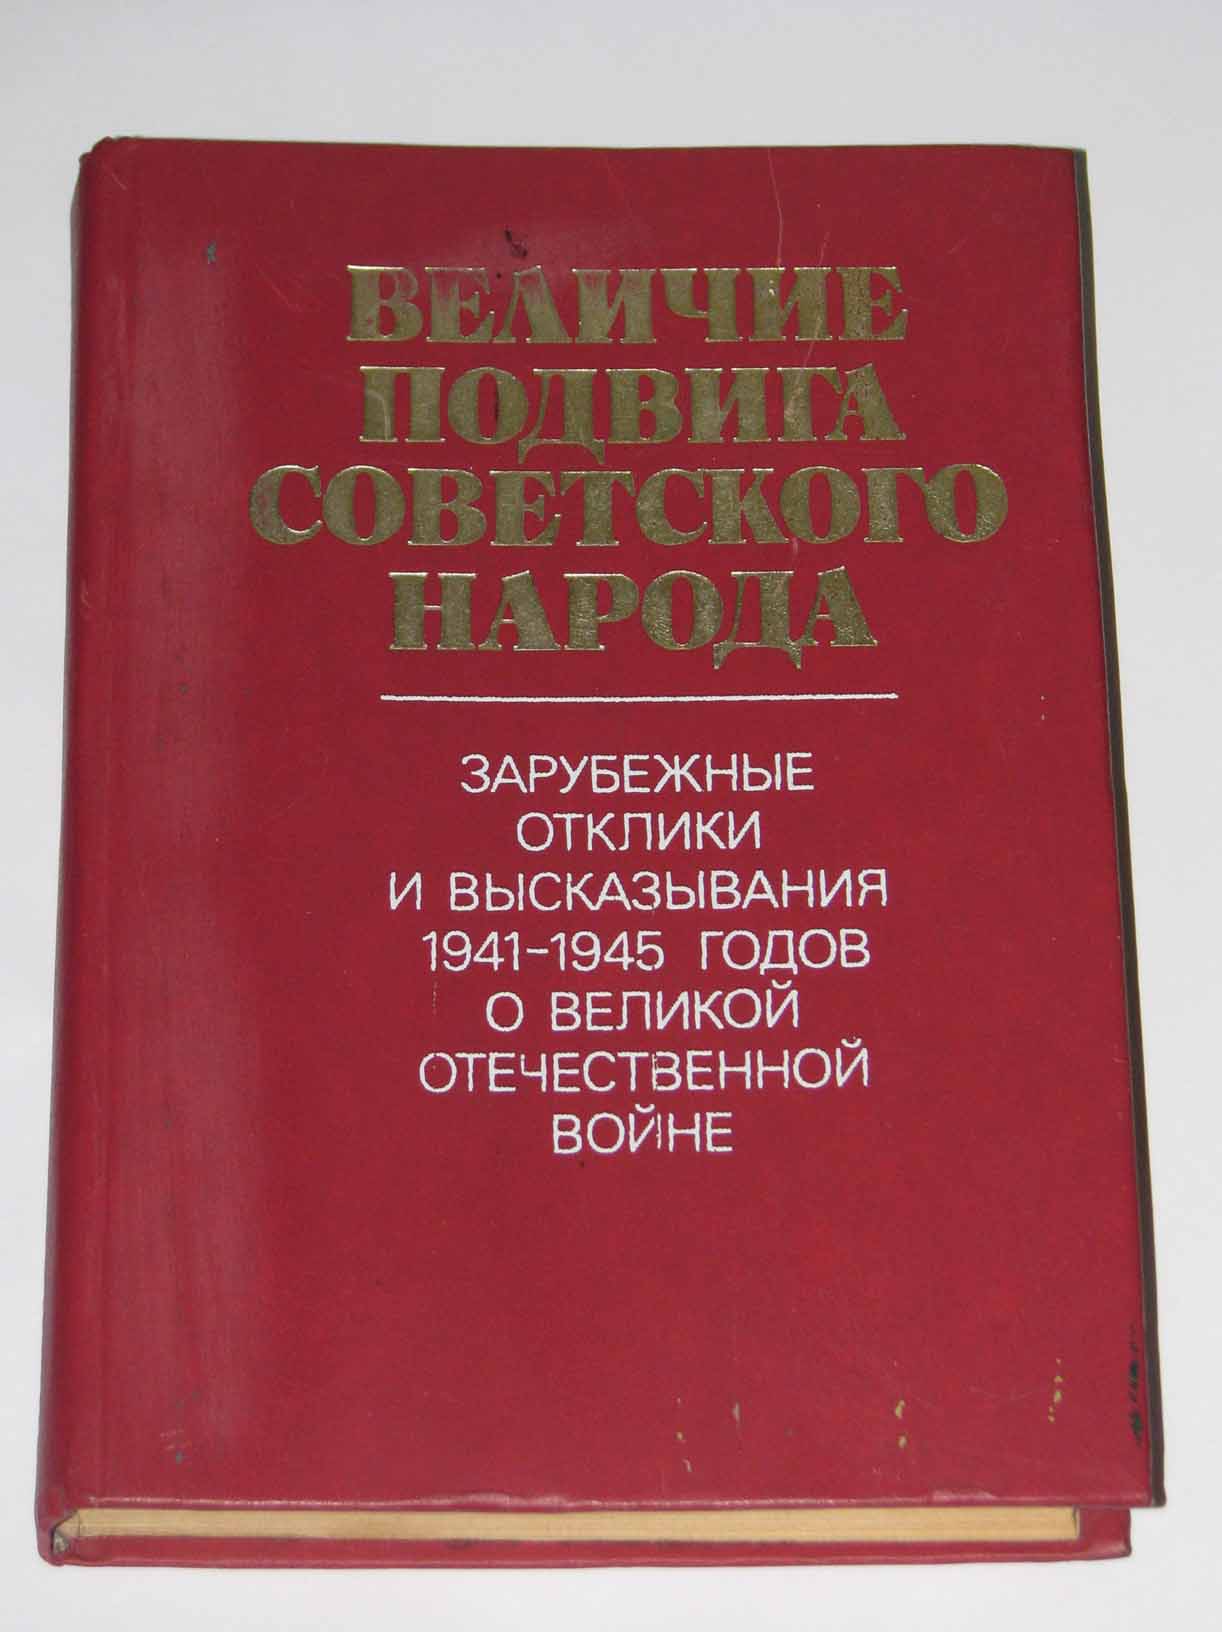 ВЕЛИЧИЕ
ПОДВИГА
СОВЕТСКОГО
НАРОДА
ЗАРУБЕЖНЫЕ
ОТКЛИКИ
И ВЫСКАЗЫВАНИЯ
1941-1945 ГОДОВ
О ВЕЛИКОЙ
ОТЕЧЕСТВЕННОЙ
ВОЙНЕ